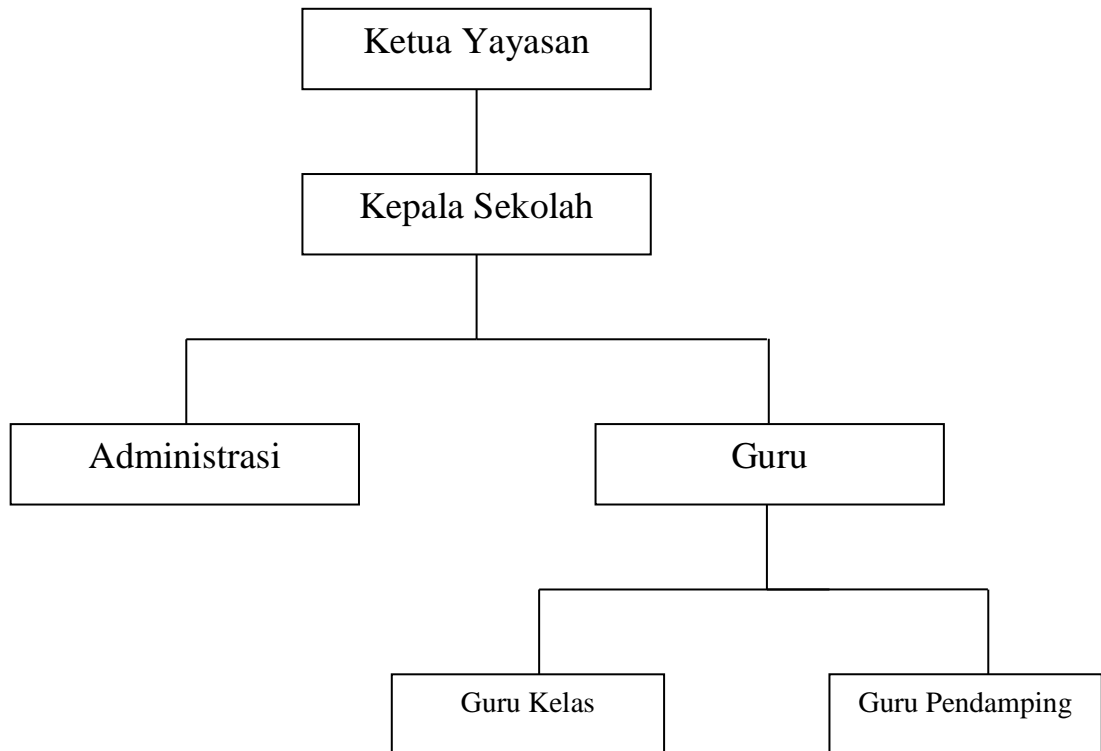 Ketua Yayasan
Kepala Sekolah
Administrasi
Guru
Guru Kelas
Guru Pendamping